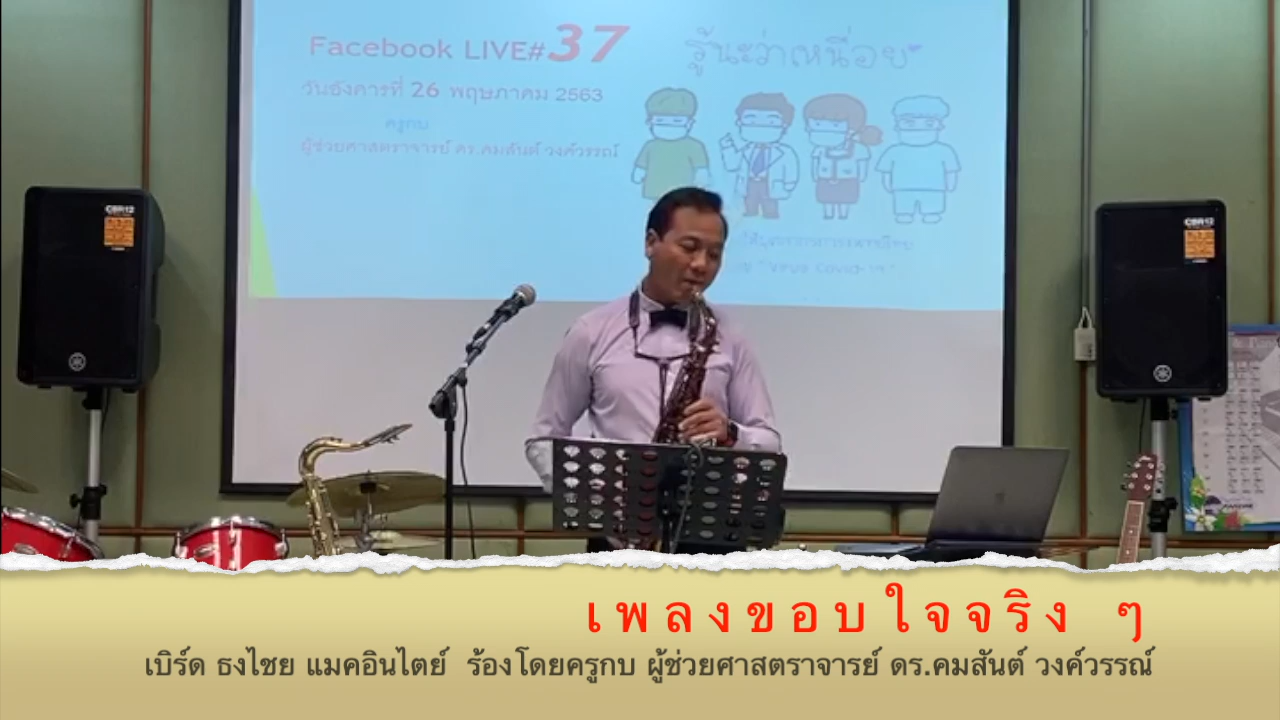 Facebook LIVE#37
รู้นะว่าเหนื่อย
วันอังคารที่ 26 พฤษภาคม 2563
ครูกบ
ผู้ช่วยศาสตราจารย์ ดร.คมสันต์ วงค์วรรณ์
CBR12
CBR12
เพลงขอบใจจริง ๆ
เบิร์ด ธงไชย แมคอินไตย์ ร้องโดยครูกบ ผู้ช่วยศาสตราจารย์ ดร.คมสันต์ วงค์วรรณ์